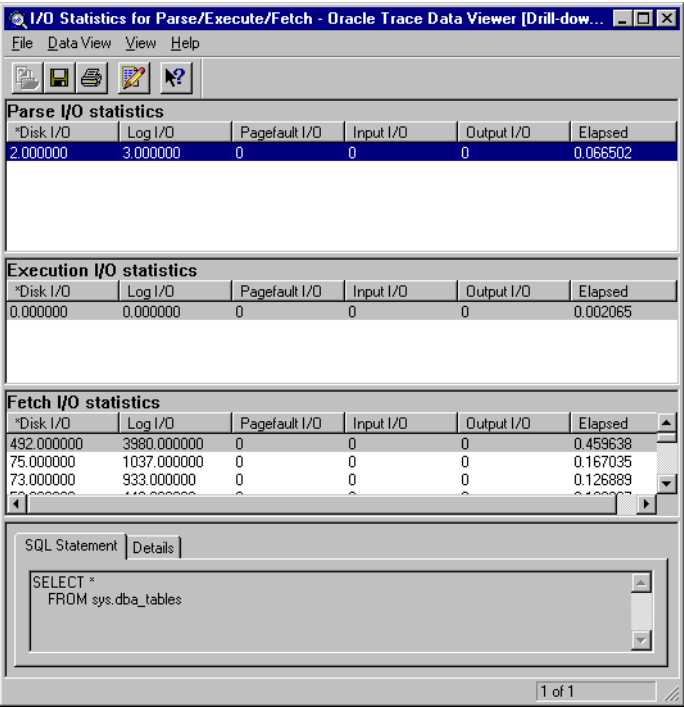 I/O Statistics for Parse/Execute/Fetch - Oracle Trace Data Viewer [Drill-dow...
File Data View View Help
Parse I/O statistics
*Disk I/O Log I/O Pagefault I/O Input I/O Output I/O Elapsed
2.000000 3.000000 0 0 0 0.066502
Execution I/O statistics
*Disk I/O Log I/O Pagefault I/O Input I/O Output I/O Elapsed
0.000000 0.000000 0 0 0 0.002065
Fetch I/O statistics
*Disk I/O Log I/O Pagefault I/O Input I/O Output I/O Elapsed
492.000000 3980.000000 0 0 0 0.459638
75.000000 1037.000000 0 0 0 0.167035
73.000000 933.000000 0 0 0 0.126889
SQL Statement Details
SELECT *
FROM sys.dba_tables
1 of 1